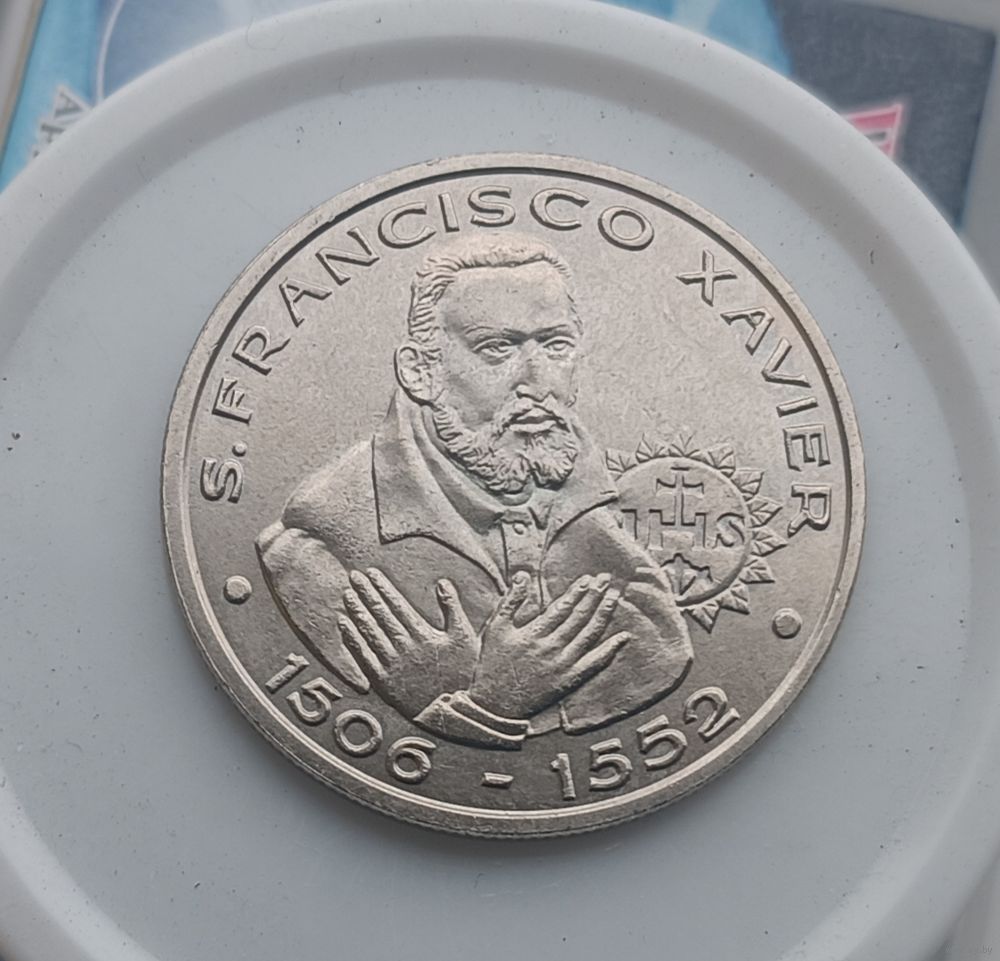 S. FRANCISCO XAVIER
IHS
1506 - 1552